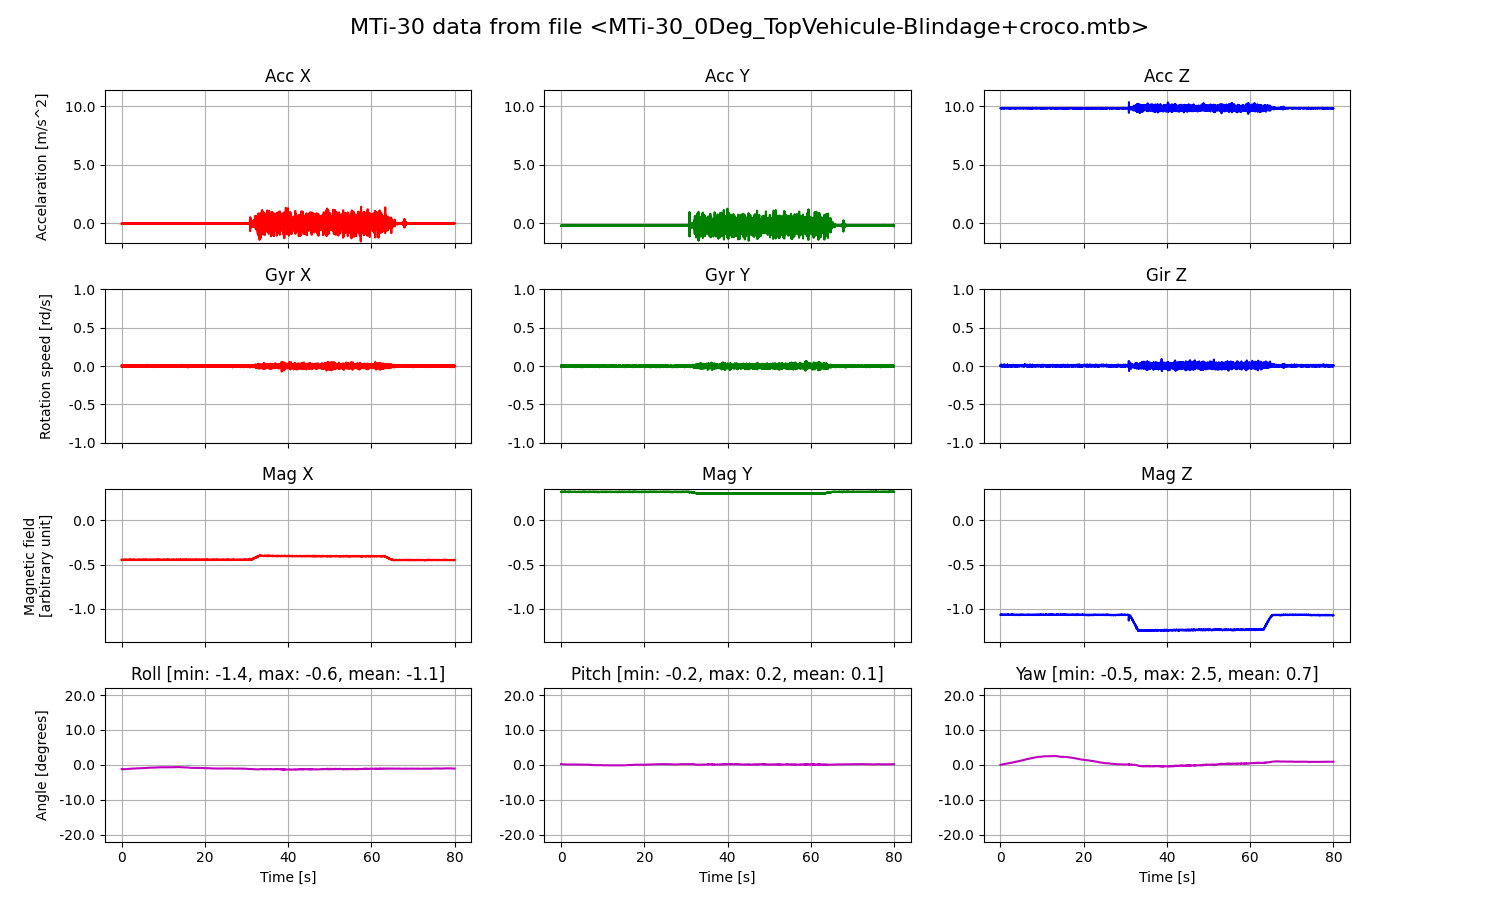 MTi-30 data from file <MTi-30_0Deg_TopVehicule-Blindage+croco.mtb>
Acc X
Acc Y
Acc Z
Accelaration [m/s^2]
10.0
5.0
0.0
10.0
5.0
0.0
10.0
5.0
0.0
Gyr X
Gyr Y
Gir Z
Rotation speed [rd/s]
1.0
0.5
0.0
-0.5
-1.0
1.0
0.5
0.0
-0.5
-1.0
1.0
0.5
0.0
-0.5
-1.0
Mag X
Mag Y
Mag Z
Magnetic field
[arbitrary unit]
0.0
-0.5
-1.0
0.0
-0.5
-1.0
0.0
-0.5
-1.0
Roll [min: -1.4, max: -0.6, mean: -1.1]
Pitch [min: -0.2, max: 0.2, mean: 0.1]
Yaw [min: -0.5, max: 2.5, mean: 0.7]
Angle [degrees]
20.0
10.0
0.0
-10.0
-20.0
20.0
10.0
0.0
-10.0
-20.0
20.0
10.0
0.0
-10.0
-20.0
0 20 40 60 80
0 20 40 60 80
0 20 40 60 80
Time [s]
Time [s]
Time [s]